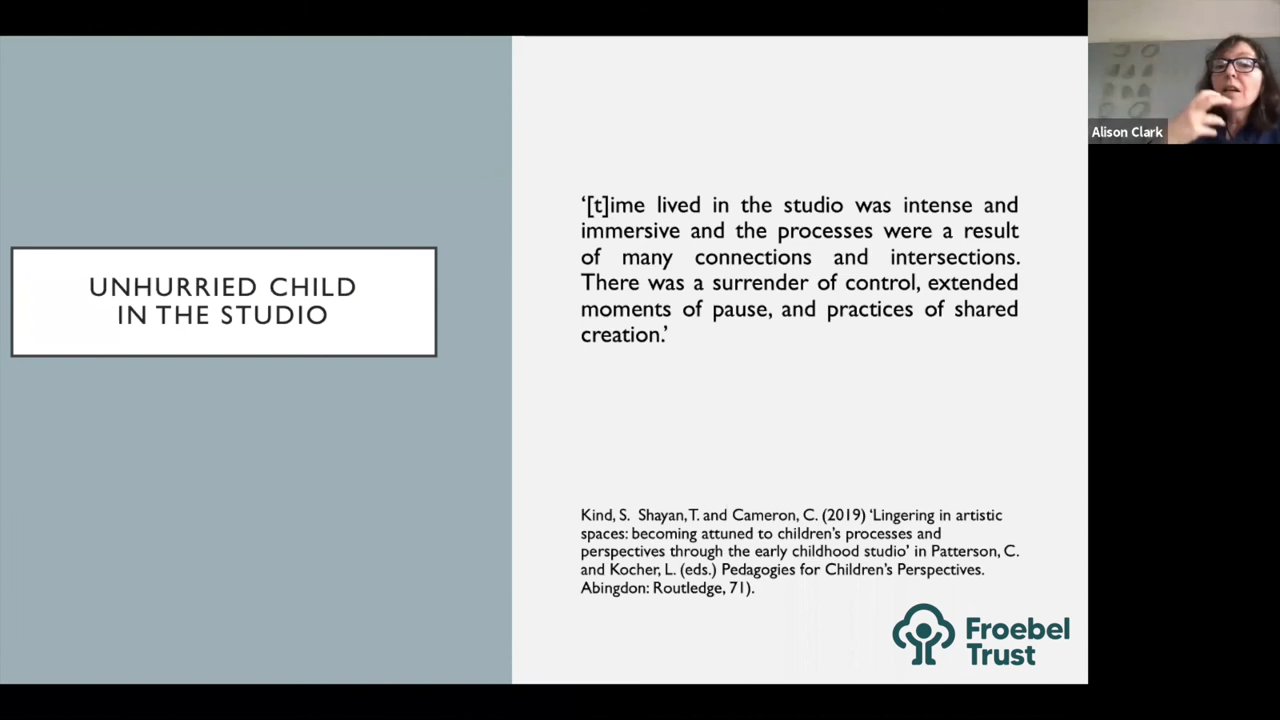 UNHURRIED CHILD
IN THE STUDIO
‘[t]ime lived in the studio was intense and
immersive and the processes were a result
of many connections and intersections.
There was a surrender of control, extended
moments of pause, and practices of shared
creation.’
Kind, S. Shayan, T. and Cameron, C. (2019) ‘Lingering in artistic
spaces: becoming attuned to children’s processes and
perspectives through the early childhood studio’ in Patterson, C.
and Kocher, L. (eds.) Pedagogies for Children’s Perspectives.
Abingdon: Routledge, 71).
Froebel
Trust
Alison Clark